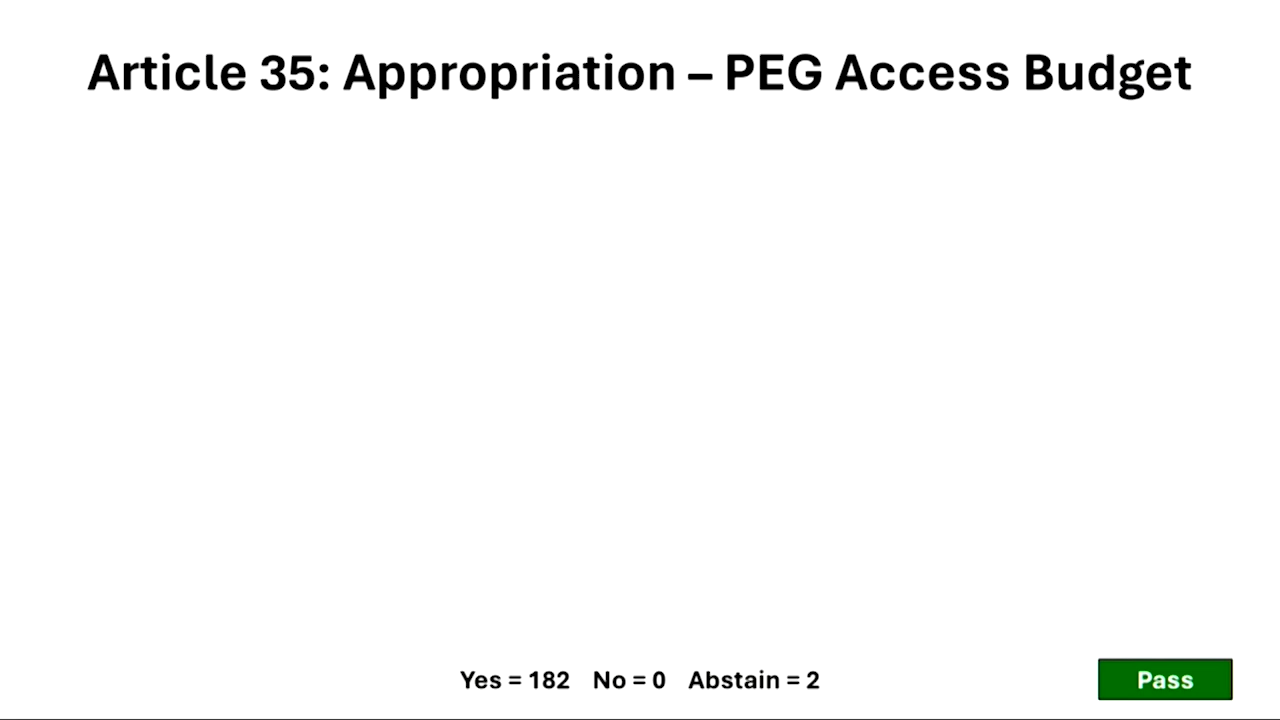 Article 35: Appropriation – PEG Access Budget
Yes = 182 No = 0 Abstain = 2
Pass